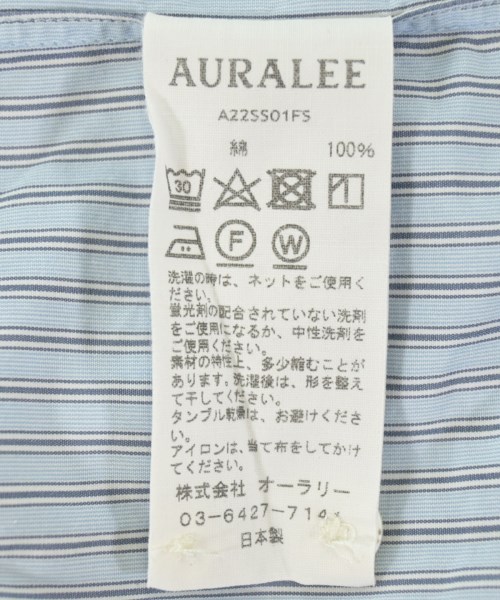 AURALEE
A22SS01FS
綿 100%
30
F W
洗濯の時は、ネットをご使用く
ださい。
蛍光剤の配合されていない洗剤
をご使用になるか、中性洗剤を
ご使用ください。
素材の特性上、多少縮むことが
あります。洗濯後は、形を整え
て干してください。
タンブル乾燥は、お避けくださ
い。
アイロンは、当て布をしてかけ
てください。
株式会社 オーラリー
03-6427-714
日本製